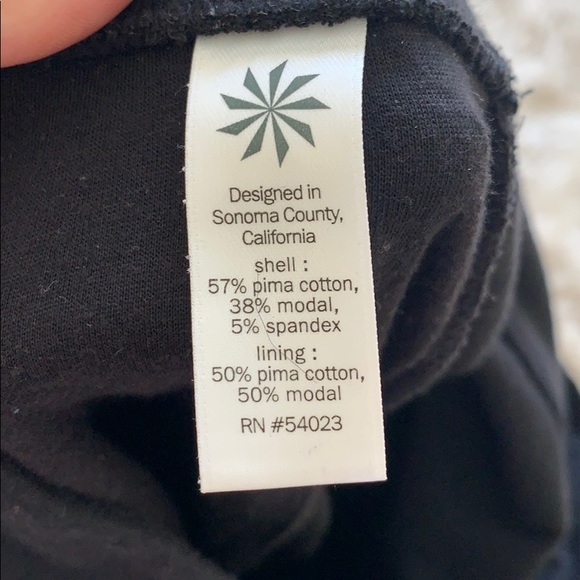 Designed in
Sonoma County,
California
shell :
57% pima cotton,
38% modal,
5% spandex
lining :
50% pima cotton,
50% modal
RN #54023